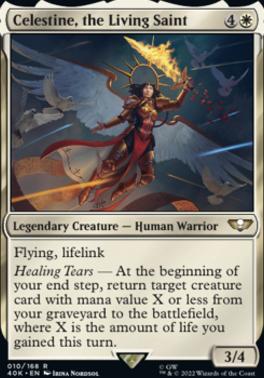 Celestine, the Living Saint 4
Legendary Creature — Human Warrior
Flying, lifelink
Healing Tears — At the beginning of
your end step, return target creature
card with mana value X or less from
your graveyard to the battlefield,
where X is the amount of life you
gained this turn.
3/4
010/168 R
40K • EN Irina Nordsol
© GW
™ & © 2022 Wizards of the Coast